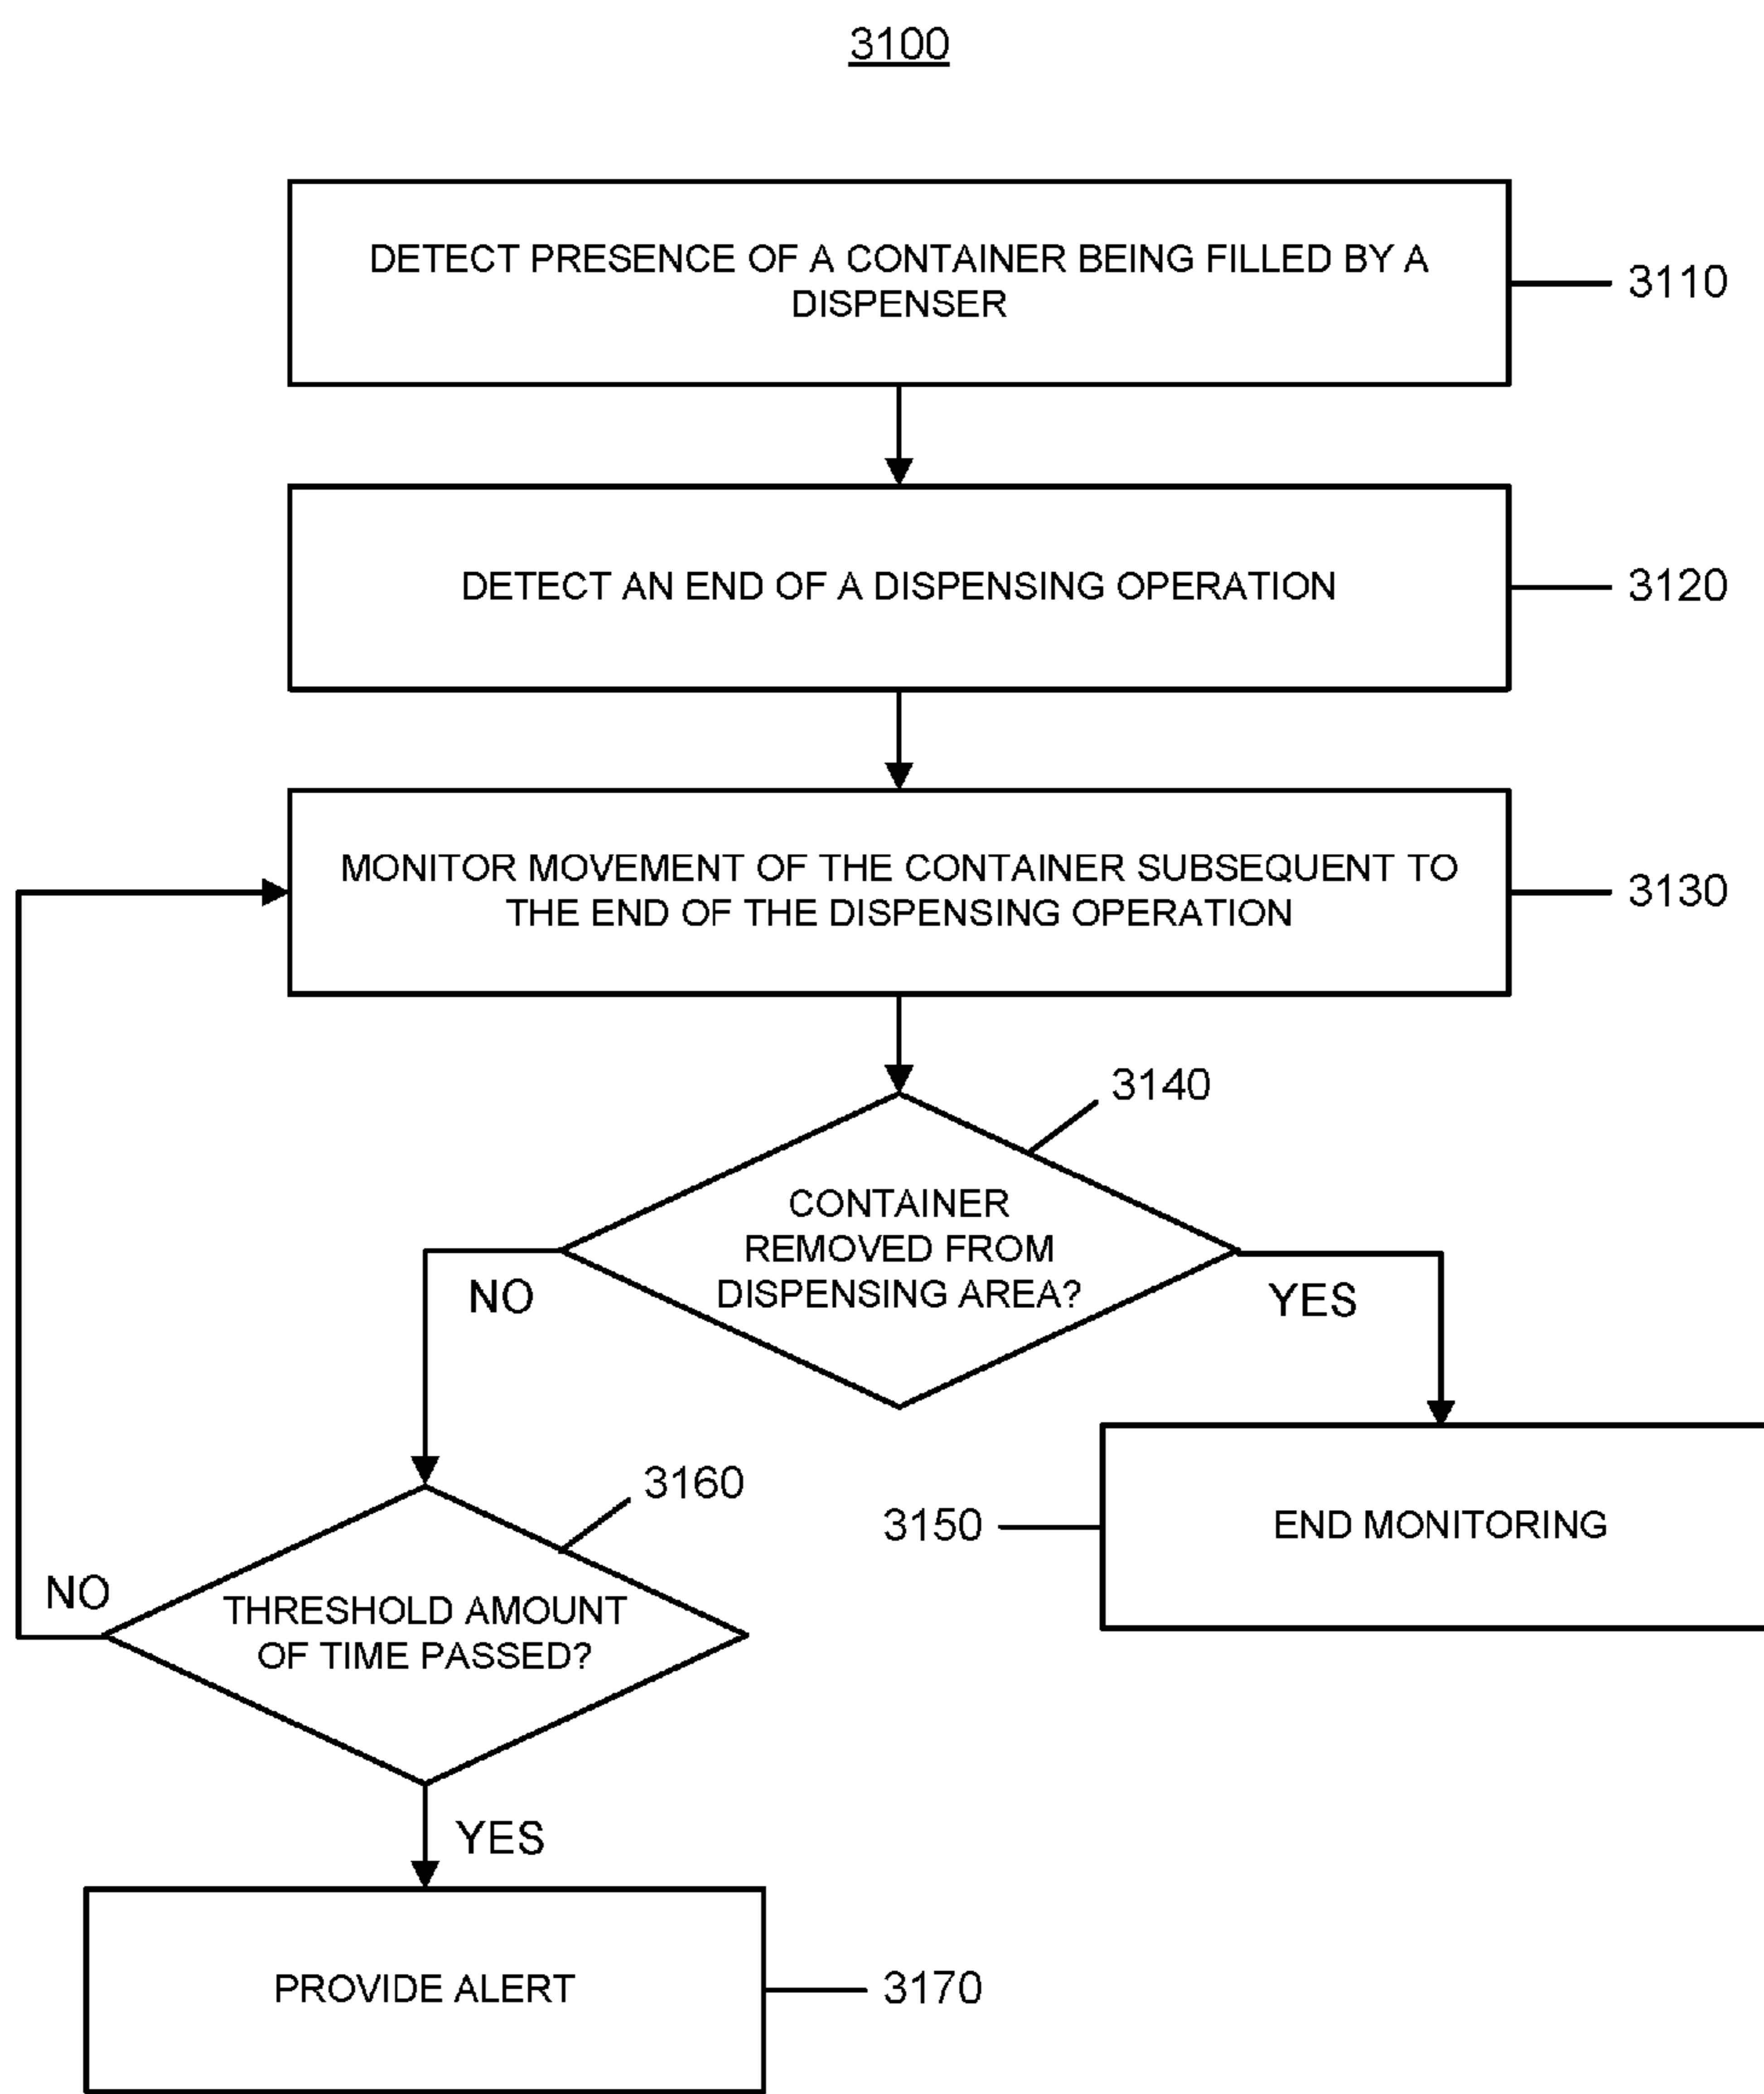 3100
DETECT PRESENCE OF A CONTAINER BEING FILLED BY A
DISPENSER
3110
DETECT AN END OF A DISPENSING OPERATION
3120
MONITOR MOVEMENT OF THE CONTAINER SUBSEQUENT TO
THE END OF THE DISPENSING OPERATION
3130
3140
CONTAINER
REMOVED FROM
DISPENSING AREA?
NO
YES
3160
3150
END MONITORING
NO
THRESHOLD AMOUNT
OF TIME PASSED?
YES
PROVIDE ALERT
3170